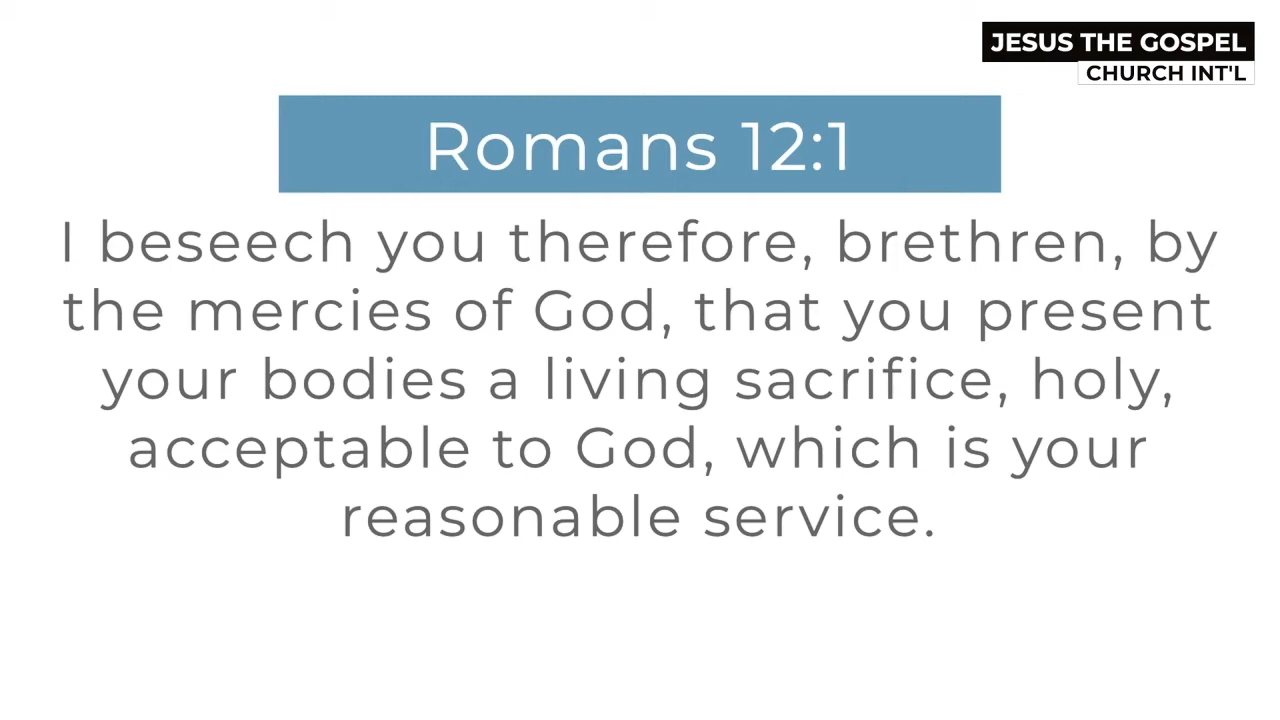 JESUS THE GOSPEL
CHURCH INT'L
Romans 12:1
I beseech you therefore, brethren, by
the mercies of God, that you present
your bodies a living sacrifice, holy,
acceptable to God, which is your
reasonable service.